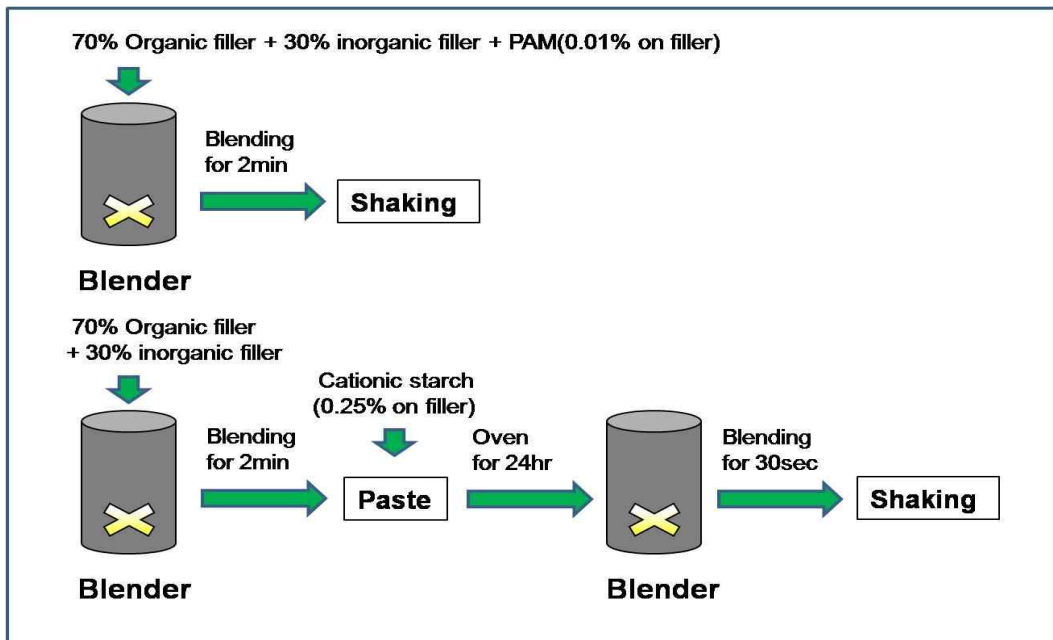 70% Organic filler + 30% inorganic filler + PAM(0.01% on filler)
Blending
for 2min
Shaking
Blender
70% Organic filler
+ 30% inorganic filler
Cationic starch
(0.25% on filler)
Blending
for 2min
Oven
for 24hr
Blending
for 30sec
Paste
Shaking
Blender
Blender